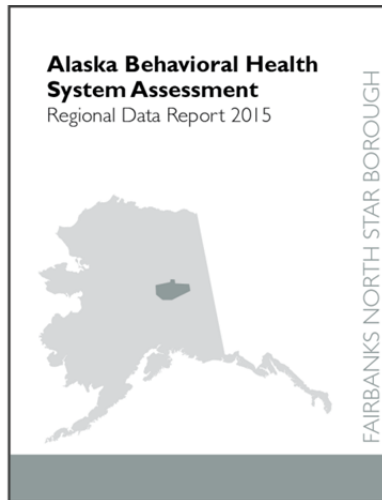 Alaska Behavioral Health
System Assessment
Regional Data Report 2015
FAIRBANKS NORTH STAR BOROUGH